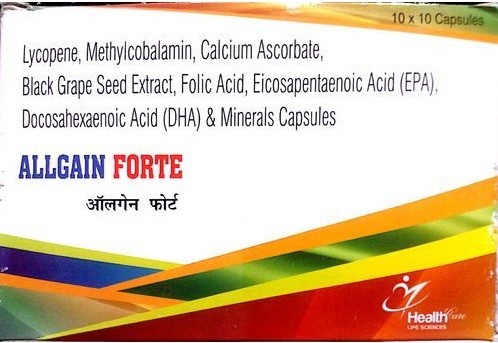 10 x 10 Capsules
Lycopene, Methylcobalamin, Calcium Ascorbate,
Black Grape Seed Extract, Folic Acid, Eicosapentaenoic Acid (EPA),
Docosahexaenoic Acid (DHA) & Minerals Capsules
ALLGAIN FORTE
ऑलगेन फोर्ट
Health Care
LIFE SCIENCES